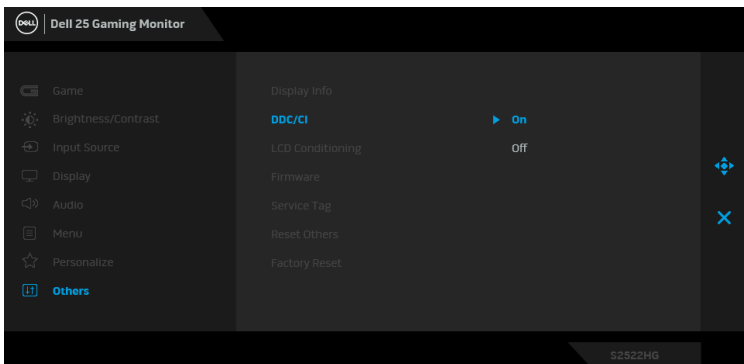 DELL
Dell 25 Gaming Monitor
Game
Brightness/Contrast
Input Source
Display
Audio
Menu
Personalize
Others
Display Info
DDC/CI
On
LCD Conditioning
Off
Firmware
Service Tag
Reset Others
Factory Reset
S2522HG